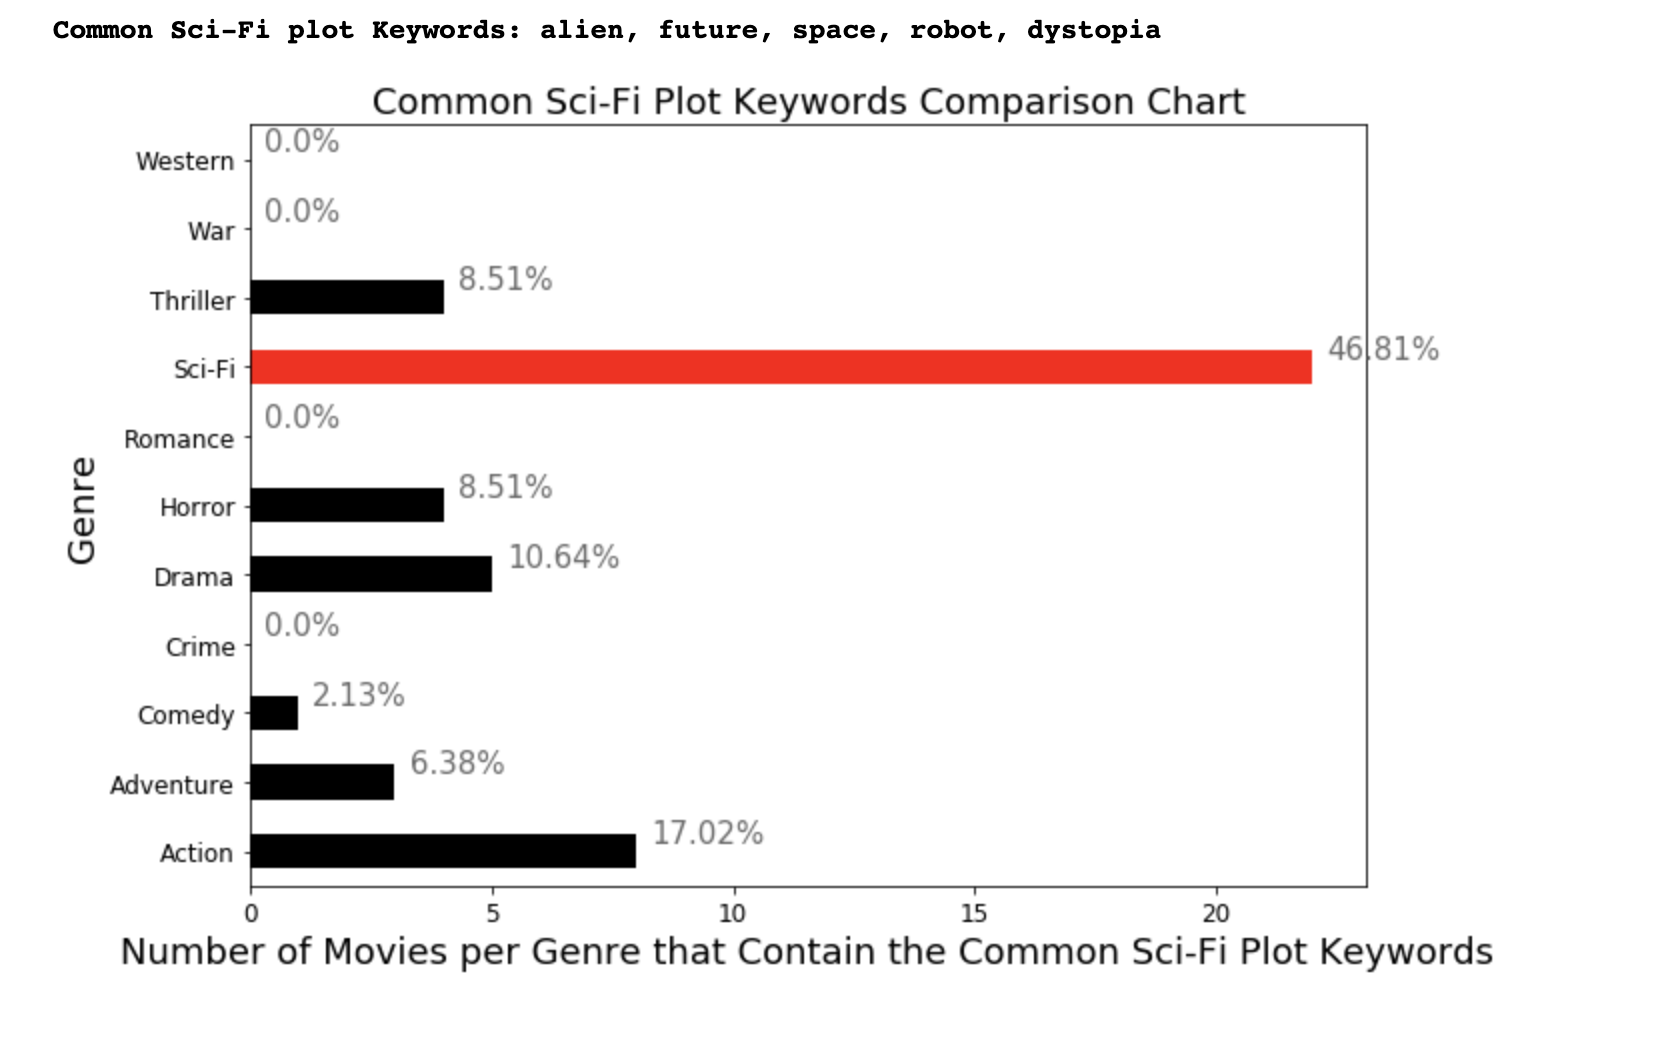 Common Sci-Fi plot Keywords: alien, future, space, robot, dystopia
Common Sci-Fi Plot Keywords Comparison Chart
Western 0.0%
War 0.0%
Thriller 8.51%
Sci-Fi 46.81%
Romance 0.0%
Horror 8.51%
Drama 10.64%
Crime 0.0%
Comedy 2.13%
Adventure 6.38%
Action 17.02%
Genre
0 5 10 15 20
Number of Movies per Genre that Contain the Common Sci-Fi Plot Keywords